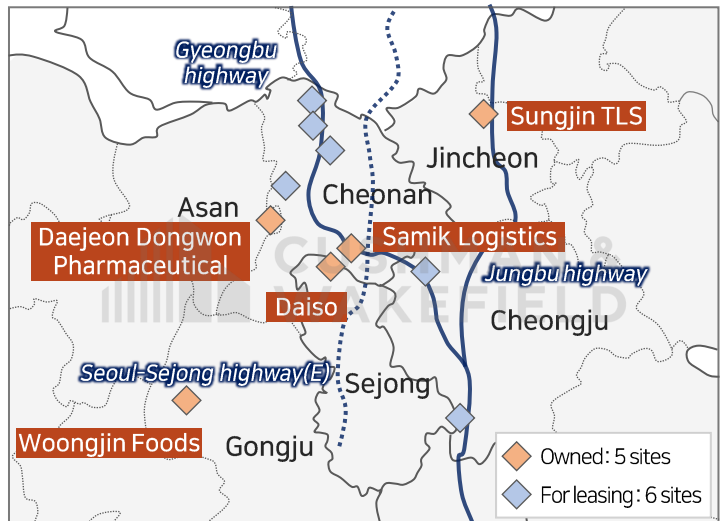 Gyeongbu
highway
Sungjin TLS
Jincheon
Cheonan
Asan
Daejeon Dongwon
Pharmaceutical
Samik Logistics
CUSHMAN &
WAKEFIELD
Jungbu highway
Daiso
Cheongju
Seoul-Sejong highway(E)
Sejong
Woongjin Foods
Gongju
Owned: 5 sites
For leasing: 6 sites